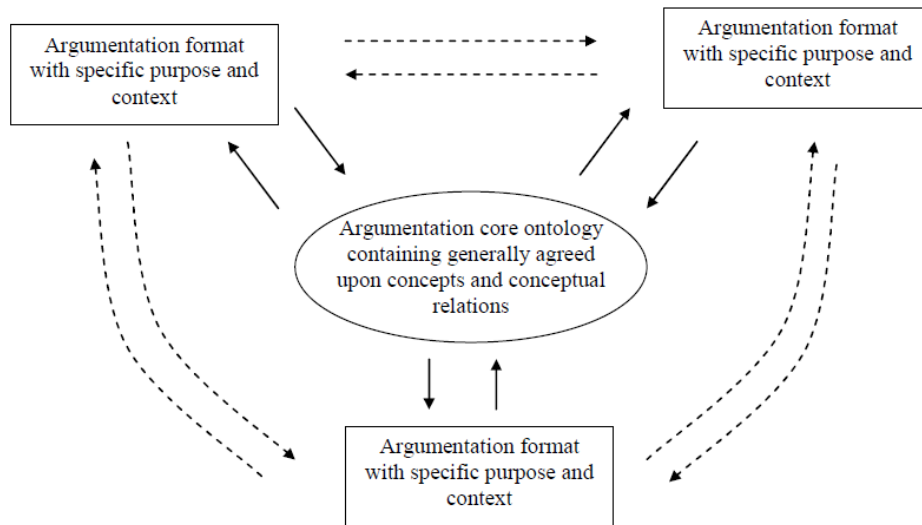 Argumentation format
with specific purpose and
context
Argumentation format
with specific purpose and
context
Argumentation core ontology
containing generally agreed
upon concepts and conceptual
relations
Argumentation format
with specific purpose and
context